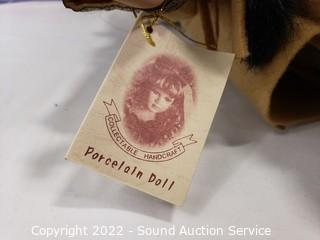 COLLECTABLE HANDCRAFT
Porcelain Doll
Copyright 2022 - Sound Auction Service